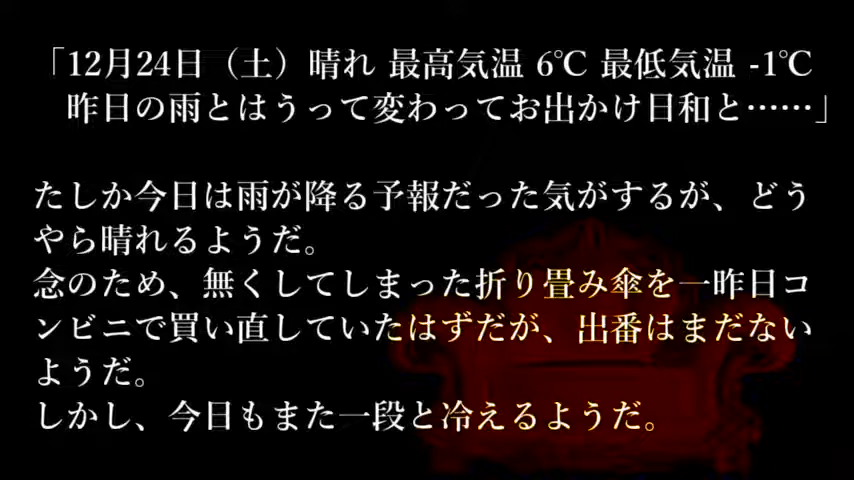 「12月24日（土）晴れ 最高気温 6℃ 最低気温 -1℃
昨日の雨とはうって変わってお出かけ日和と……」
たしか今日は雨が降る予報だった気がするが、どう
やら晴れるようだ。
念のため、無くしてしまった折り畳み傘を一昨日コ
ンビニで買い直していたはずだが、出番はまだない
ようだ。
しかし、今日もまた一段と冷えるようだ。